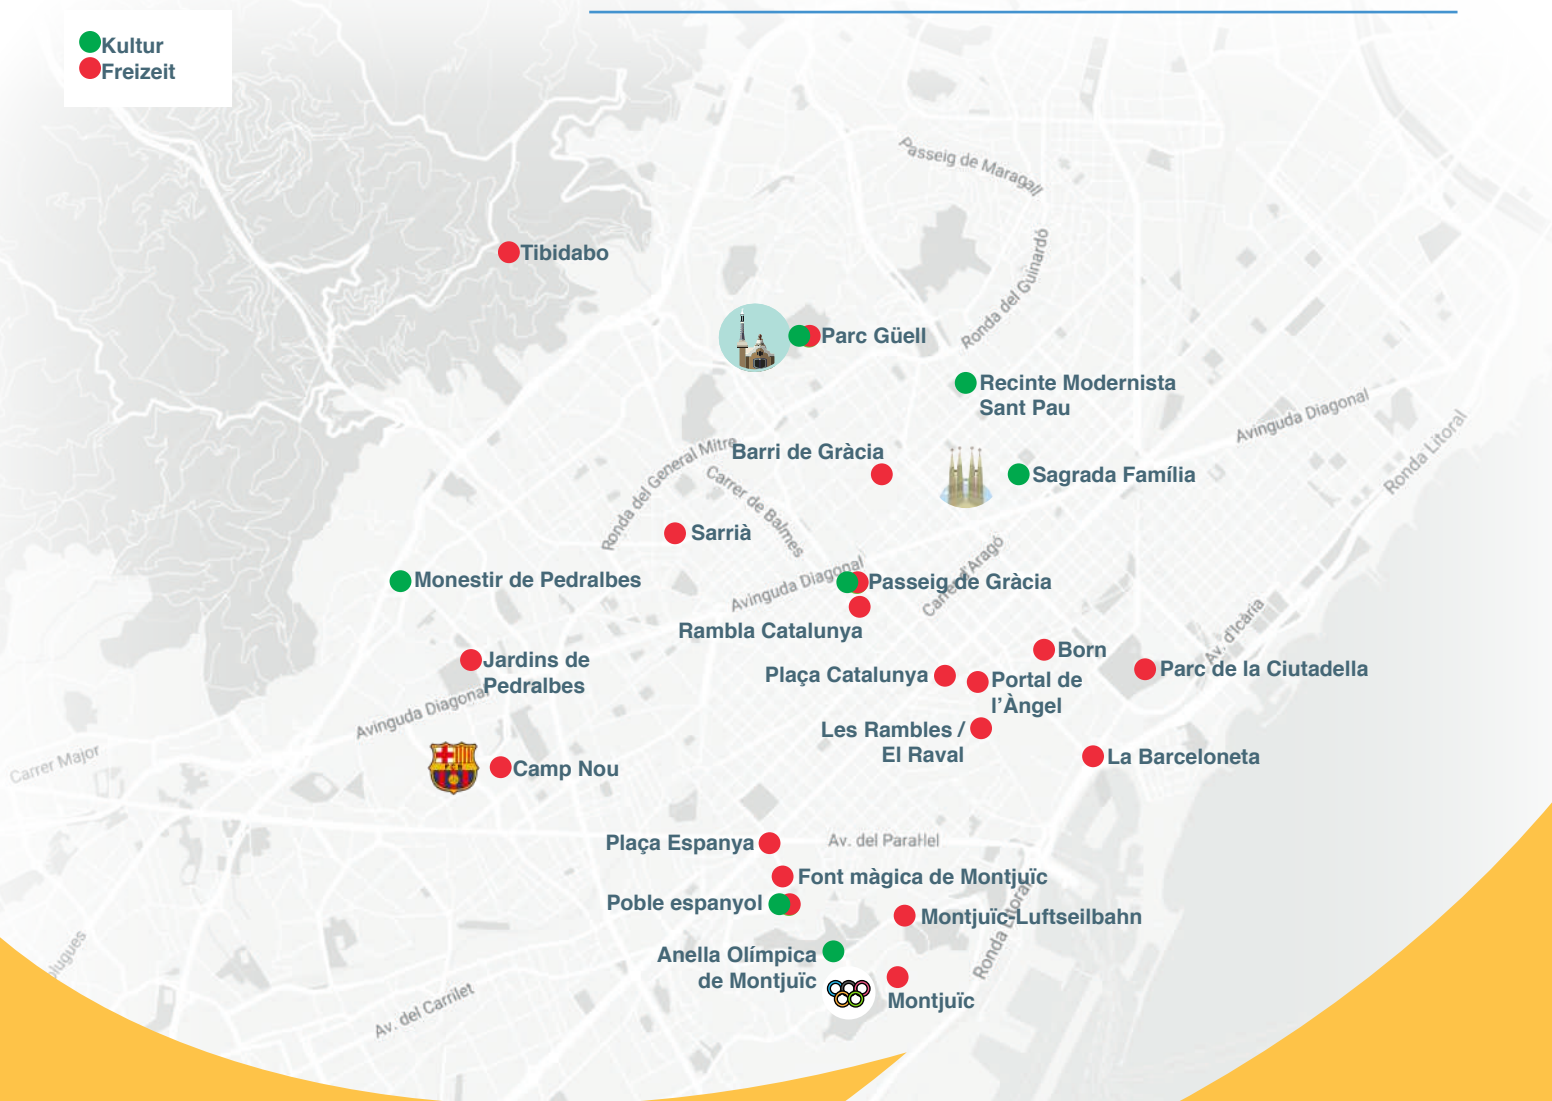 Kultur
Freizeit
Passeig de Maragall
Tibidabo
Ronda del Guinardó
Parc Güell
Recinte Modernista
Sant Pau
Avinguda Diagonal
Ronda Litoral
Ronda del General Mitre
Barri de Gràcia
Carrer de Balmes
Sagrada Família
Sarrià
Monestir de Pedralbes
Avinguda Diagonal
Passeig de Gràcia
Carrer d'Aragó
Rambla Catalunya
Av. d'Icària
Born
Jardins de
Pedralbes
Plaça Catalunya
Portal de
l'Àngel
Parc de la Ciutadella
Avinguda Diagonal
Les Rambles /
El Raval
Carrer Major
Camp Nou
La Barceloneta
Plaça Espanya
Av. del Paral·lel
Font màgica de Montjuïc
Poble espanyol
Montjuïc-Luftseilbahn
Ronda Litoral
Anella Olímpica
de Montjuïc
Montjuïc
Av. del Carrilet